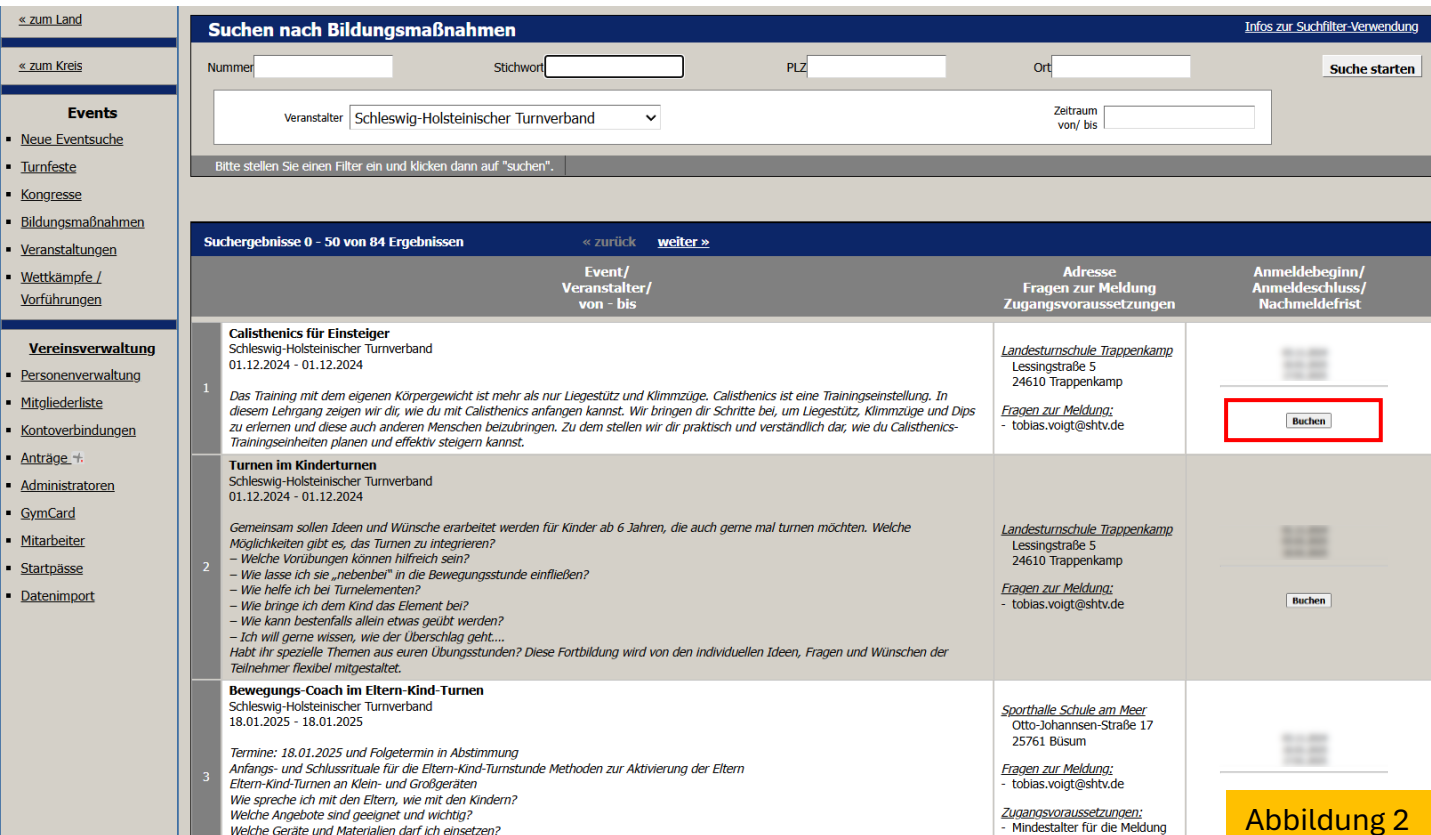 « zum Land
« zum Kreis
Events
Neue Eventsuche
Turnfeste
Kongresse
Bildungsmaßnahmen
Veranstaltungen
Wettkämpfe /
Vorführungen
Vereinsverwaltung
Personenverwaltung
Mitgliederliste
Kontoverbindungen
Anträge
Administratoren
GymCard
Mitarbeiter
Startpässe
Datenimport
Suchen nach Bildungsmaßnahmen
Infos zur Suchfilter-Verwendung
Nummer Stichwort PLZ Ort Suche starten
Veranstalter Schleswig-Holsteinischer Turnverband
Zeitraum
von/ bis
Bitte stellen Sie einen Filter ein und klicken dann auf "suchen".
Suchergebnisse 0 - 50 von 84 Ergebnissen « zurück weiter »
Event/
Veranstalter/
von - bis
Adresse
Fragen zur Meldung
Zugangsvoraussetzungen
Anmeldebeginn/
Anmeldeschluss/
Nachmeldefrist
1
Calisthenics für Einsteiger
Schleswig-Holsteinischer Turnverband
01.12.2024 - 01.12.2024
Das Training mit dem eigenen Körpergewicht ist mehr als nur Liegestütz und Klimmzüge. Calisthenics ist eine Trainingseinstellung. In
diesem Lehrgang zeigen wir dir, wie du mit Calisthenics anfangen kannst. Wir bringen dir Schritte bei, um Liegestütz, Klimmzüge und Dips
zu erlernen und diese auch anderen Menschen beizubringen. Zu dem stellen wir dir praktisch und verständlich dar, wie du Calisthenics-
Trainingseinheiten planen und effektiv steigern kannst.
Landesturnschule Trappenkamp
Lessingstraße 5
24610 Trappenkamp
Fragen zur Meldung:
- tobias.voigt@shtv.de
Buchen
2
Turnen im Kinderturnen
Schleswig-Holsteinischer Turnverband
01.12.2024 - 01.12.2024
Gemeinsam sollen Ideen und Wünsche erarbeitet werden für Kinder ab 6 Jahren, die auch gerne mal turnen möchten. Welche
Möglichkeiten gibt es, das Turnen zu integrieren?
– Welche Vorübungen können hilfreich sein?
– Wie lasse ich sie „nebenbei“ in die Bewegungsstunde einfließen?
– Wie helfe ich bei Turnelementen?
– Wie bringe ich dem Kind das Element bei?
– Wie kann bestenfalls allein etwas geübt werden?
– Ich will gerne wissen, wie der Überschlag geht....
Habt ihr spezielle Themen aus euren Übungsstunden? Diese Fortbildung wird von den individuellen Ideen, Fragen und Wünschen der
Teilnehmer flexibel mitgestaltet.
Landesturnschule Trappenkamp
Lessingstraße 5
24610 Trappenkamp
Fragen zur Meldung:
- tobias.voigt@shtv.de
Buchen
3
Bewegungs-Coach im Eltern-Kind-Turnen
Schleswig-Holsteinischer Turnverband
18.01.2025 - 18.01.2025
Termine: 18.01.2025 und Folgetermin in Abstimmung
Anfangs- und Schlussrituale für die Eltern-Kind-Turnstunde Methoden zur Aktivierung der Eltern
Eltern-Kind-Turnen an Klein- und Großgeräten
Wie spreche ich mit den Eltern, wie mit den Kindern?
Welche Angebote sind geeignet und wichtig?
Welche Geräte und Materialien darf ich einsetzen?
Sporthalle Schule am Meer
Otto-Johannsen-Straße 17
25761 Büsum
Fragen zur Meldung:
- tobias.voigt@shtv.de
Zugangsvoraussetzungen:
- Mindestalter für die Meldung
Abbildung 2